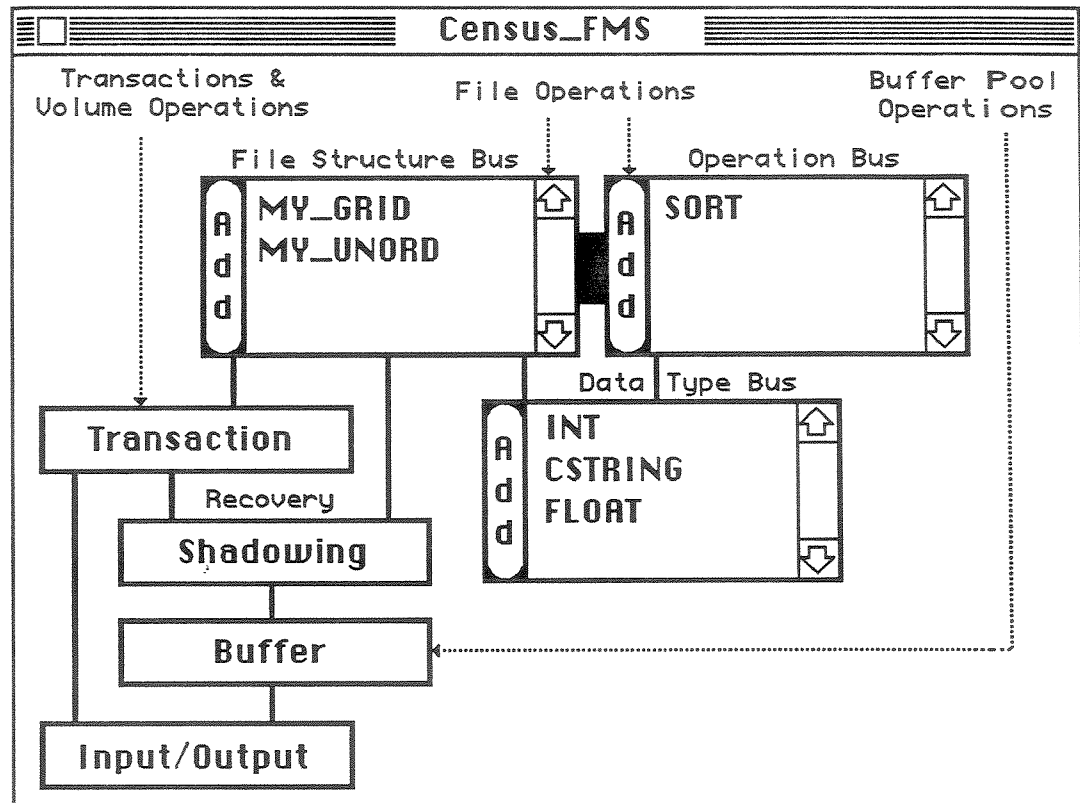 Census_FMS
Transactions &
Volume Operations
File Operations
Buffer Pool
Operations
File Structure Bus
Operation Bus
Add
MY_GRID
MY_UNORD
Add
SORT
Data Type Bus
Transaction
Add
INT
CSTRING
FLOAT
Recovery
Shadowing
Buffer
Input/Output